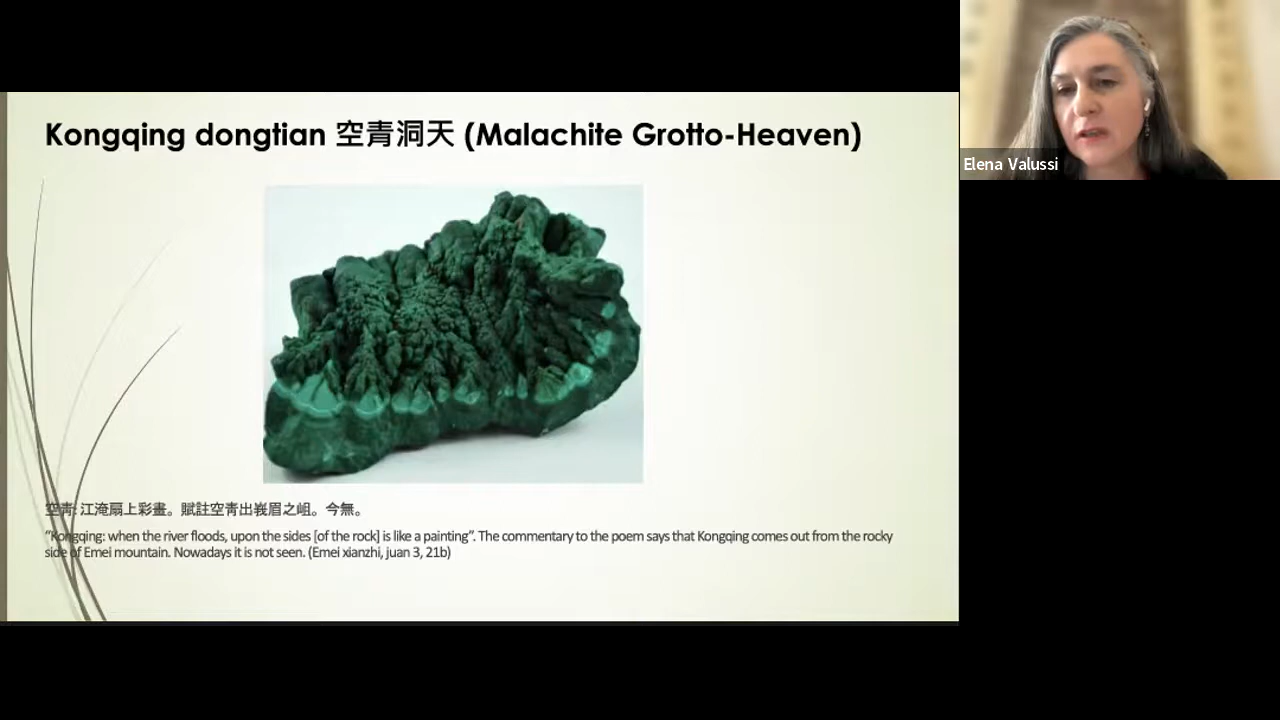 Kongqing dongtian 空青洞天 (Malachite Grotto-Heaven)
Elena Valussi
空青: 江淹扇上彩畫。賦註空青出峩眉之岨。今無。
“Kongqing: when the river floods, upon the sides [of the rock] is like a painting”. The commentary to the poem says that Kongqing comes out from the rocky
side of Emei mountain. Nowadays it is not seen. (Emei xianzhi, juan 3, 21b)